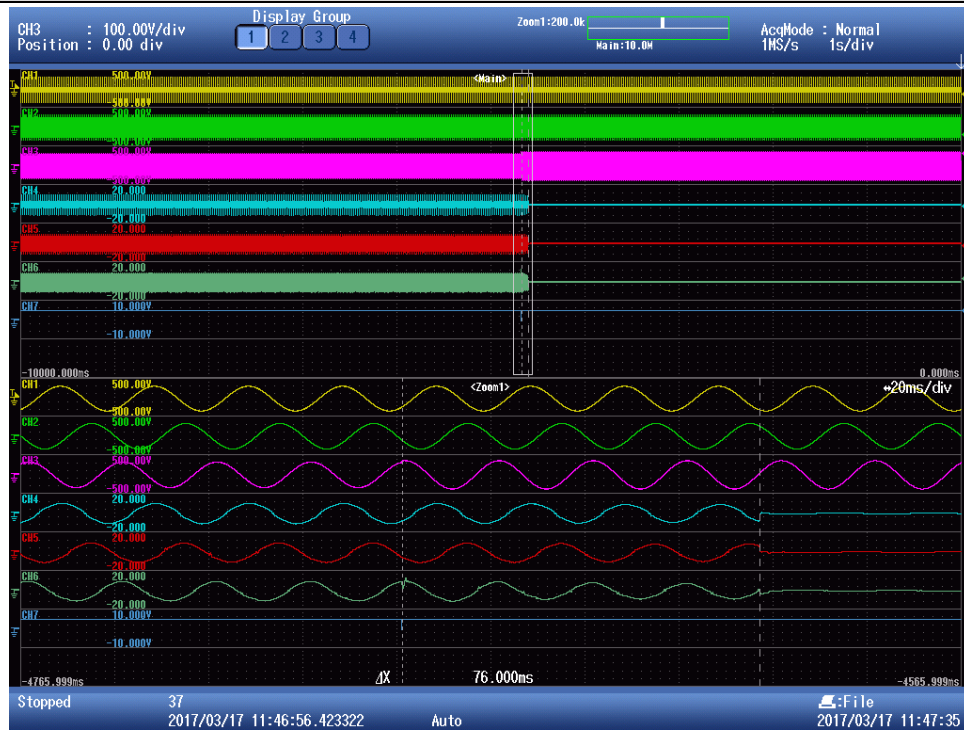 CH3 : 100.00V/div
Position : 0.00 div
Display Group
1 2 3 4
Zoom1:200.0k
Main:10.0M
AcqMode : Normal
1MS/s 1s/div
<Main>
CH1 500.00V
-500.00V
CH2 500.00V
-500.00V
CH3 500.00V
-500.00V
CH4 20.000
-20.000
CH5 20.000
-20.000
CH6 20.000
-20.000
CH7 10.000V
-10.000V
-10000.000ms 0.000ms
<Zoom1>
20ms/div
CH1 500.00V
-500.00V
CH2 500.00V
-500.00V
CH3 500.00V
-500.00V
CH4 20.000
-20.000
CH5 20.000
-20.000
CH6 20.000
-20.000
CH7 10.000V
-10.000V
-4765.999ms ΔX 76.000ms -4565.999ms
Stopped 37
2017/03/17 11:46:56.423322 Auto
:File
2017/03/17 11:47:35